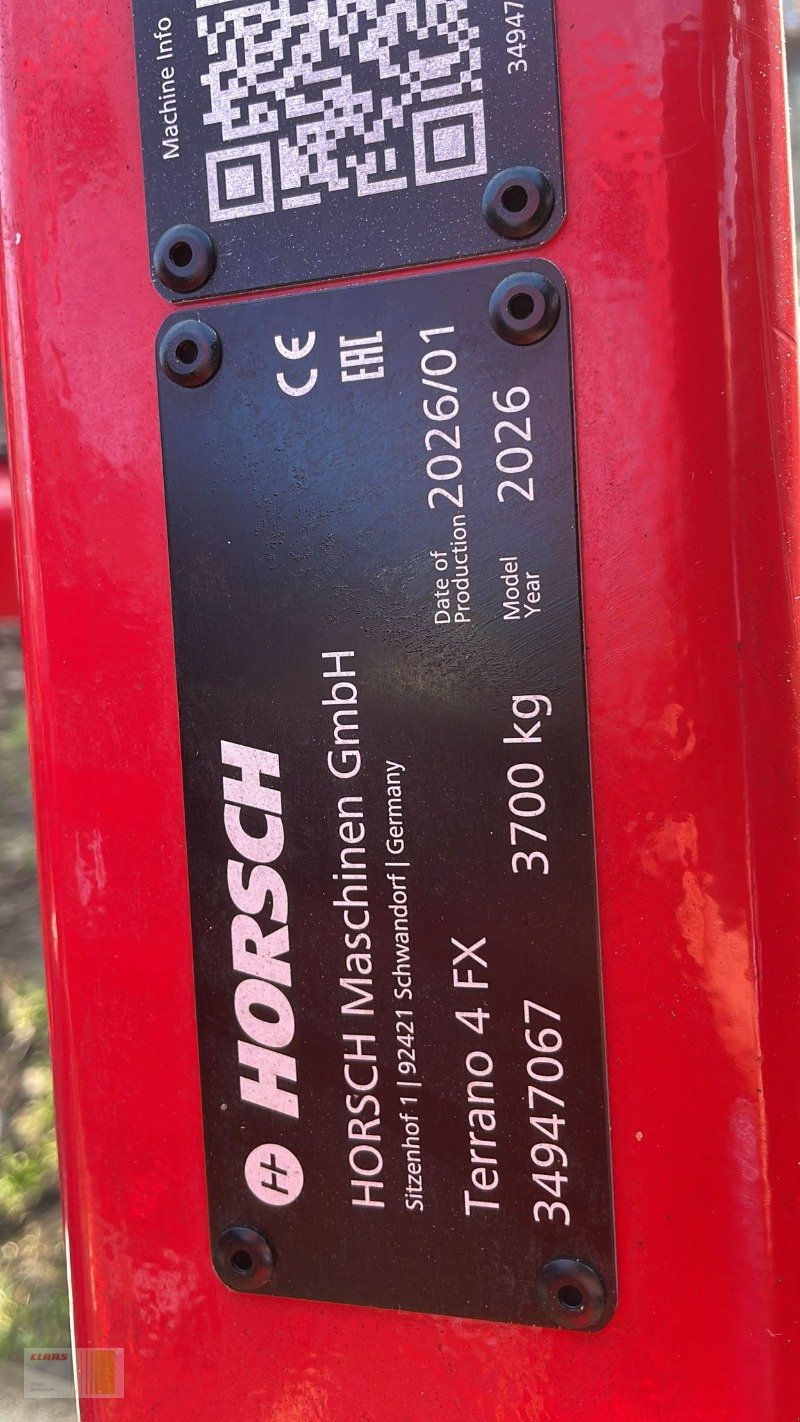 Machine Info
34947
CE
EAC
HORSCH
HORSCH Maschinen GmbH
Sitzenhof 1 | 92421 Schwandorf | Germany
Terrano 4 FX
Date of
Production 2026/01
34947067 3700 kg
Model
Year 2026
CLAAS